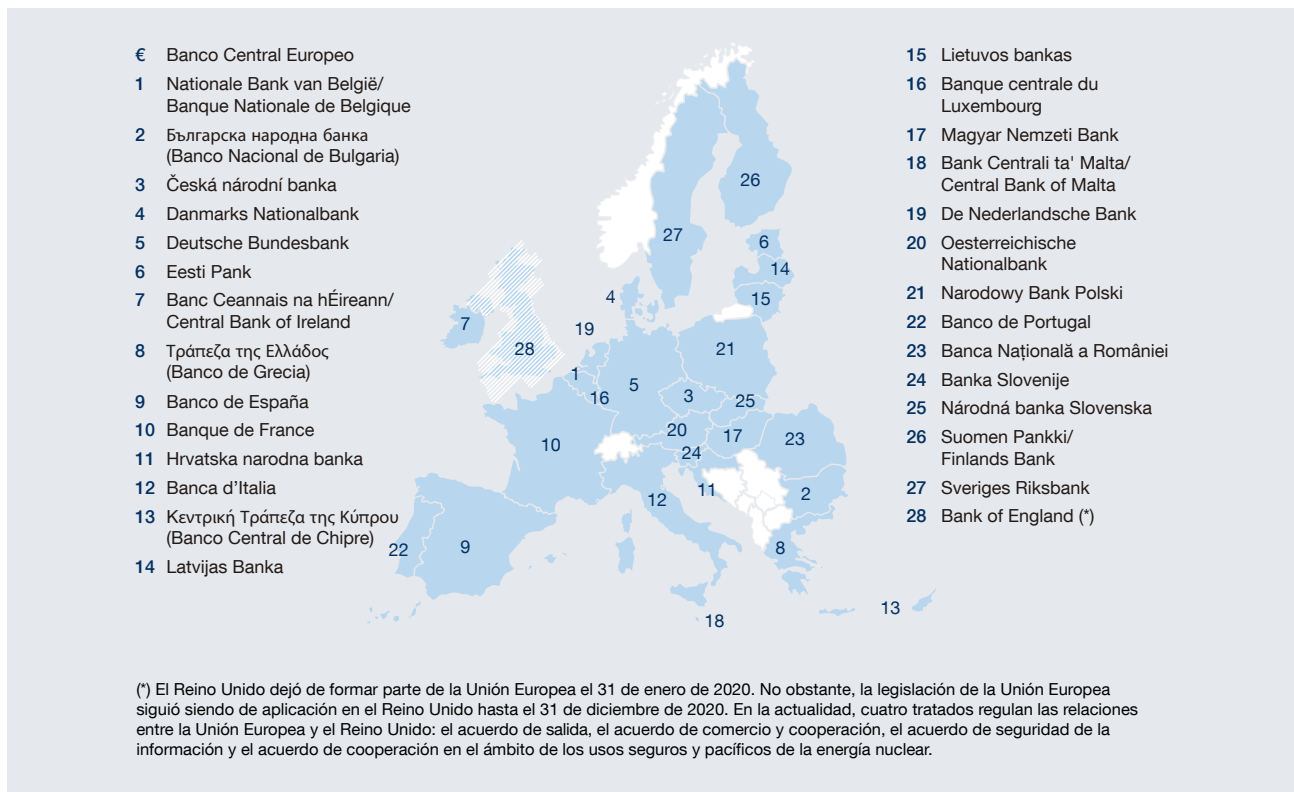 € Banco Central Europeo
1 Nationale Bank van België/
Banque Nationale de Belgique
2 Българска народна банка
(Banco Nacional de Bulgaria)
3 Česká národní banka
4 Danmarks Nationalbank
5 Deutsche Bundesbank
6 Eesti Pank
7 Banc Ceannais na hÉireann/
Central Bank of Ireland
8 Τράπεζα της Ελλάδος
(Banco de Grecia)
9 Banco de España
10 Banque de France
11 Hrvatska narodna banka
12 Banca d’Italia
13 Κεντρική Τράπεζα της Κύπρου
(Banco Central de Chipre)
14 Latvijas Banka
15 Lietuvos bankas
16 Banque centrale du
Luxembourg
17 Magyar Nemzeti Bank
18 Bank Centrali ta' Malta/
Central Bank of Malta
19 De Nederlandsche Bank
20 Oesterreichische
Nationalbank
21 Narodowy Bank Polski
22 Banco de Portugal
23 Banca Naţională a României
24 Banka Slovenije
25 Národná banka Slovenska
26 Suomen Pankki/
Finlands Bank
27 Sveriges Riksbank
28 Bank of England (*)
26
27
6
14
4
15
7
19
28
21
1
5
16
3
25
20
17
23
10
24
11
12
2
22
9
8
13
18
(*) El Reino Unido dejó de formar parte de la Unión Europea el 31 de enero de 2020. No obstante, la legislación de la Unión Europea
siguió siendo de aplicación en el Reino Unido hasta el 31 de diciembre de 2020. En la actualidad, cuatro tratados regulan las relaciones
entre la Unión Europea y el Reino Unido: el acuerdo de salida, el acuerdo de comercio y cooperación, el acuerdo de seguridad de la
información y el acuerdo de cooperación en el ámbito de los usos seguros y pacíficos de la energía nuclear.